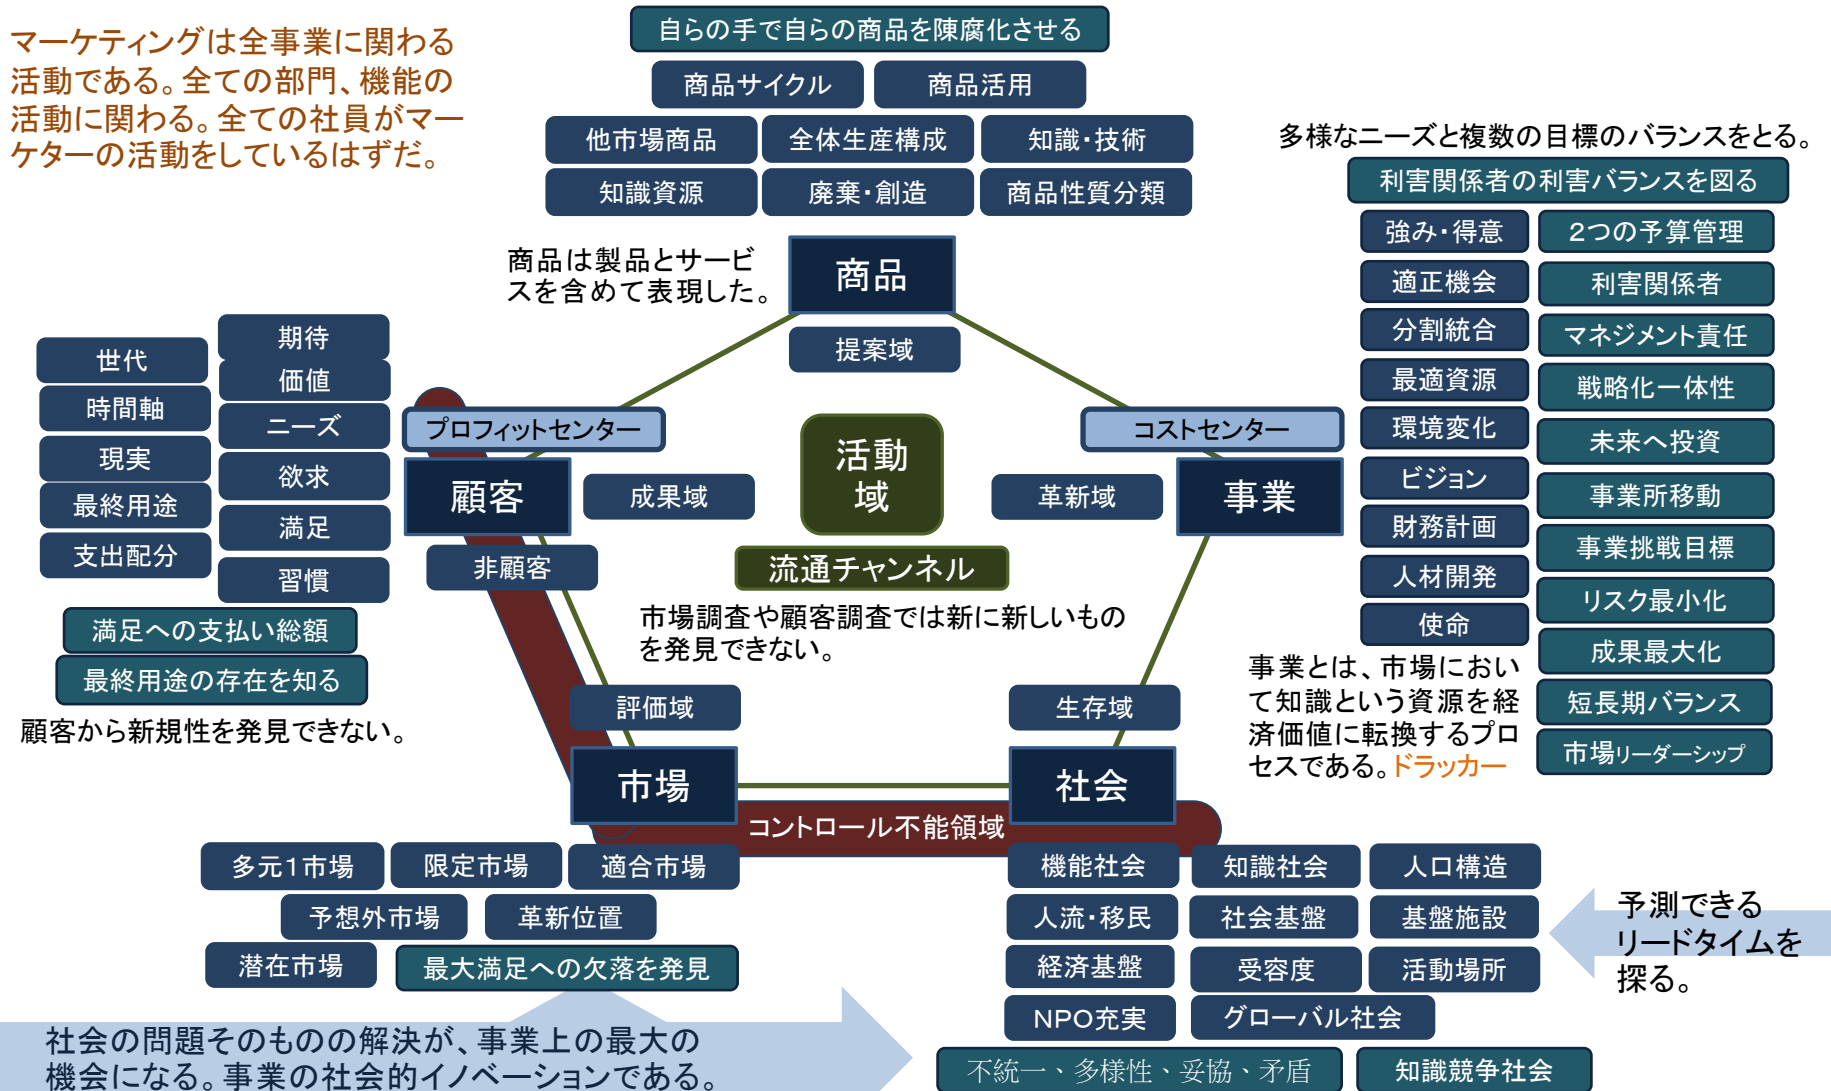 マーケティングは全事業に関わる
活動である。全ての部門、機能の
活動に関わる。全ての社員がマー
ケターの活動をしているはずだ。
自らの手で自らの商品を陳腐化させる
商品サイクル
商品活用
他市場商品
全体生産構成
知識・技術
知識資源
廃棄・創造
商品性質分類
商品は製品とサービ
スを含めて表現した。
商品
提案域
多様なニーズと複数の目標のバランスをとる。
利害関係者の利害バランスを図る
強み・得意
2つの予算管理
適正機会
利害関係者
分割統合
マネジメント責任
最適資源
戦略化一体性
環境変化
未来へ投資
ビジョン
事業所移動
財務計画
事業挑戦目標
人材開発
リスク最小化
使命
成果最大化
短長期バランス
市場リーダーシップ
事業とは、市場におい
て知識という資源を経
済価値に転換するプロ
セスである。ドラッカー
世代
期待
価値
時間軸
ニーズ
現実
欲求
最終用途
満足
支出配分
習慣
満足への支払い総額
最終用途の存在を知る
顧客から新規性を発見できない。
プロフィットセンター
顧客
成果域
非顧客
活動
域
流通チャンネル
コストセンター
革新域
事業
市場調査や顧客調査では新に新しいもの
を発見できない。
評価域
生存域
市場
社会
コントロール不能領域
多元1市場
限定市場
適合市場
予想外市場
革新位置
潜在市場
最大満足への欠落を発見
機能社会
知識社会
人口構造
人流・移民
社会基盤
基盤施設
経済基盤
受容度
活動場所
NPO充実
グローバル社会
予測できる
リードタイムを
探る。
社会の問題そのものの解決が、事業上の最大の
機会になる。事業の社会的イノベーションである。
不統一、多様性、妥協、矛盾
知識競争社会